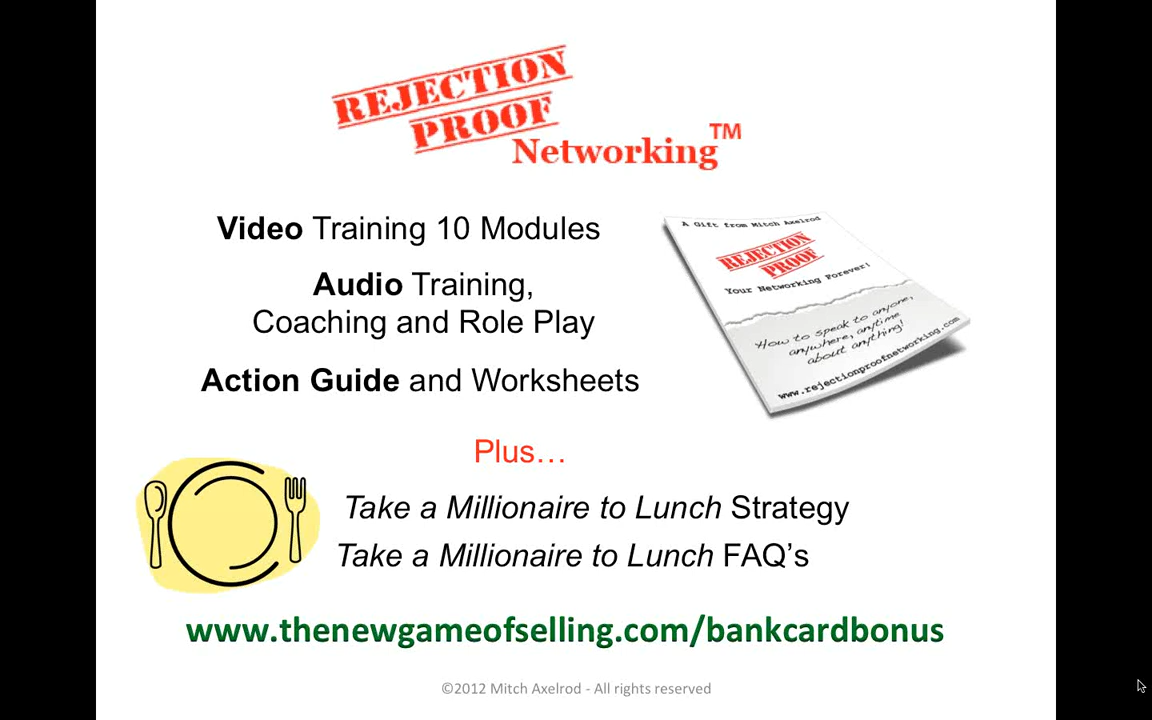 REJECTION
PROOF
Networking™
Video Training 10 Modules
Audio Training,
Coaching and Role Play
Action Guide and Worksheets
A Gift from Mitch Axelrod
REJECTION
PROOF
Your Networking Forever!
How to speak to anyone,
anywhere, anytime
about anything!
www.rejectionproofnetworking.com
Plus…
Take a Millionaire to Lunch Strategy
Take a Millionaire to Lunch FAQ’s
www.thenewgameofselling.com/bankcardbonus
©2012 Mitch Axelrod - All rights reserved